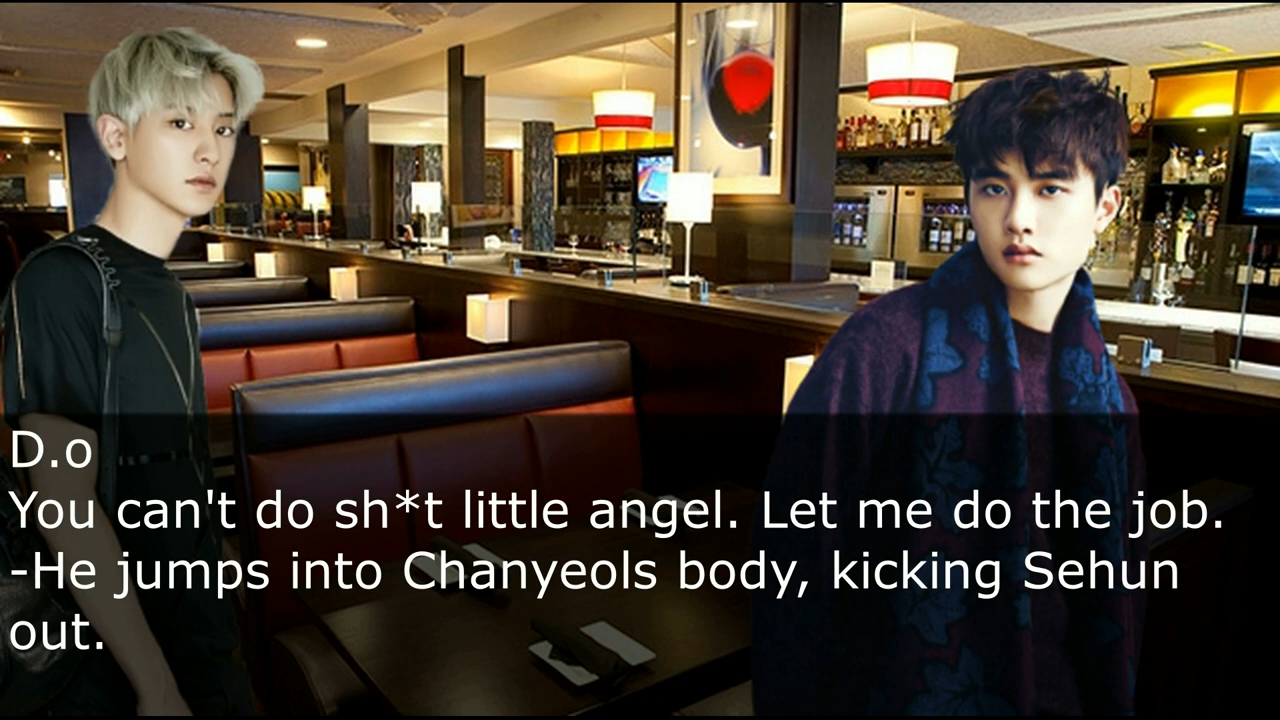 D.o
You can't do sh*t little angel. Let me do the job.
-He jumps into Chanyeols body, kicking Sehun
out.